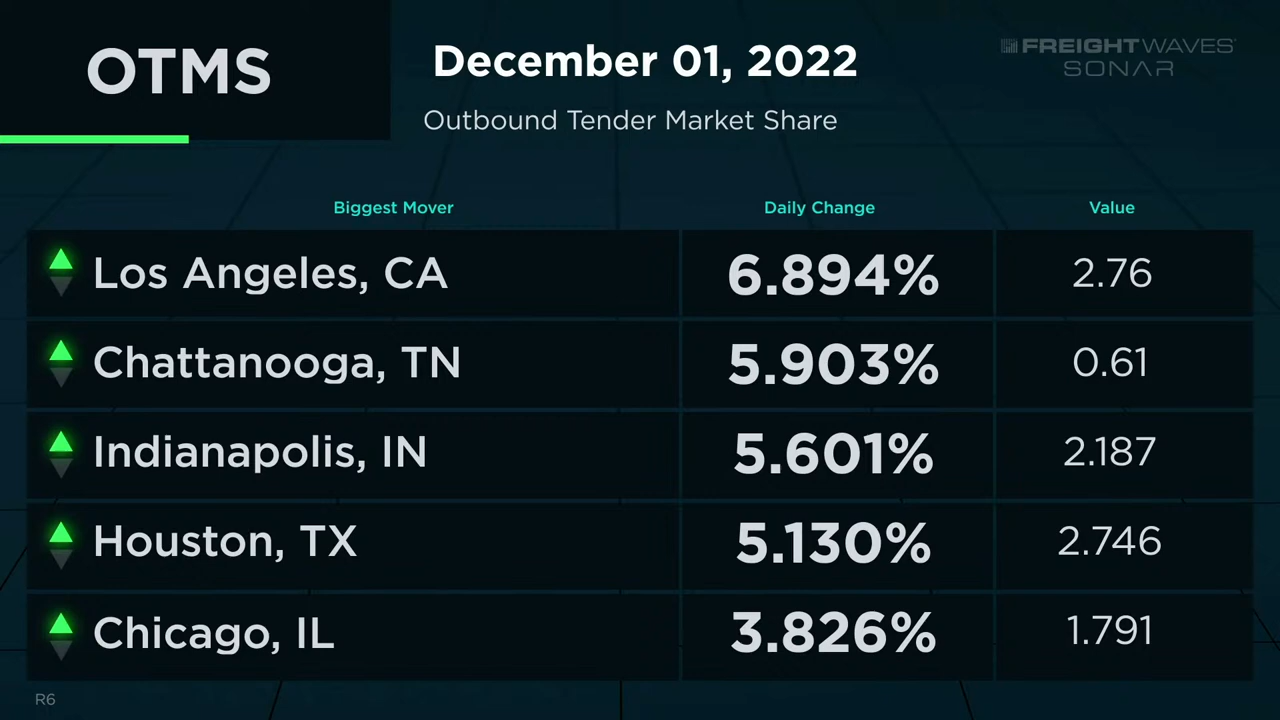 OTMS
December 01, 2022
Outbound Tender Market Share
FREIGHTWAVES
SONAR
Biggest Mover Daily Change Value
Los Angeles, CA 6.894% 2.76
Chattanooga, TN 5.903% 0.61
Indianapolis, IN 5.601% 2.187
Houston, TX 5.130% 2.746
Chicago, IL 3.826% 1.791
R6